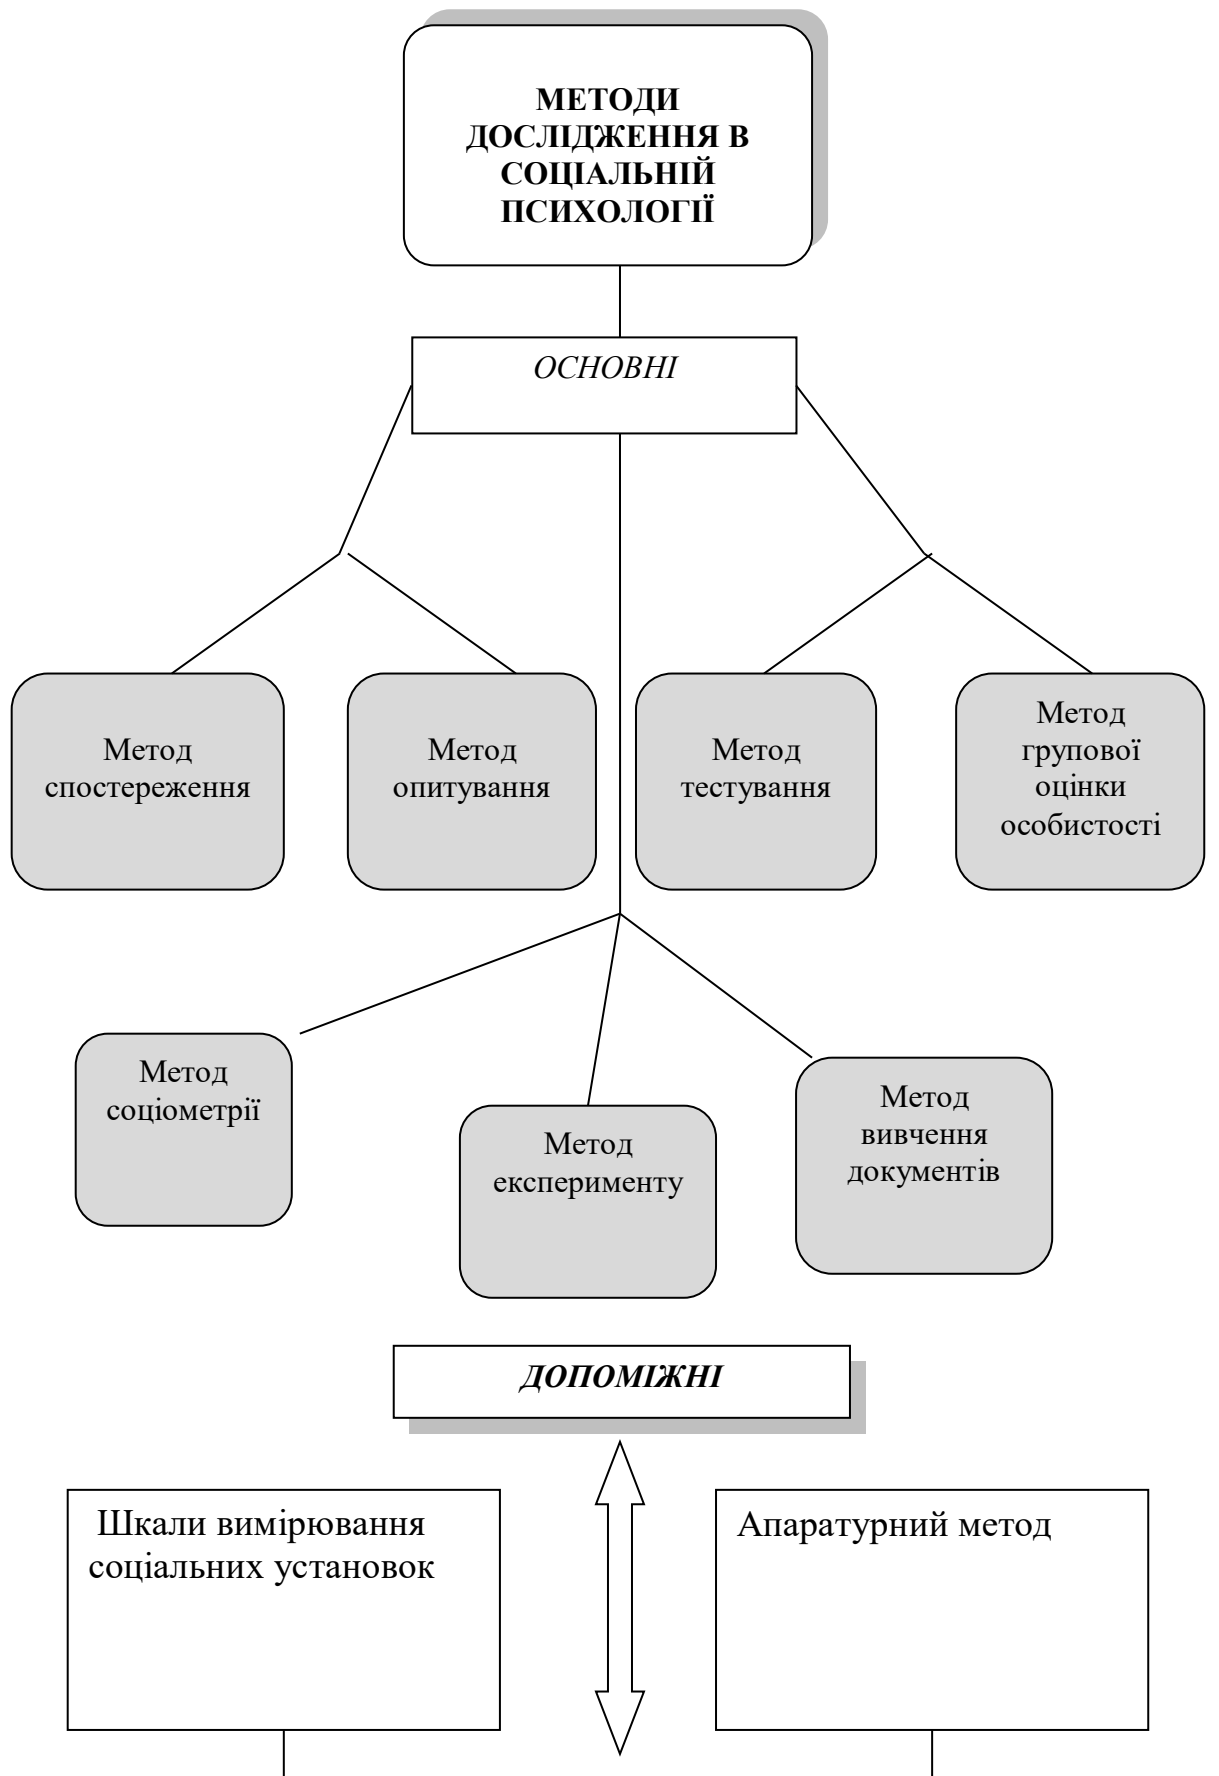 МЕТОДИ
ДОСЛІДЖЕННЯ В
СОЦІАЛЬНІЙ
ПСИХОЛОГІЇ
ОСНОВНІ
Метод
спостереження
Метод
опитування
Метод
тестування
Метод
групової
оцінки
особистості
Метод
соціометрії
Метод
експерименту
Метод
вивчення
документів
ДОПОМІЖНІ
Шкали вимірювання
соціальних установок
Апаратурний метод